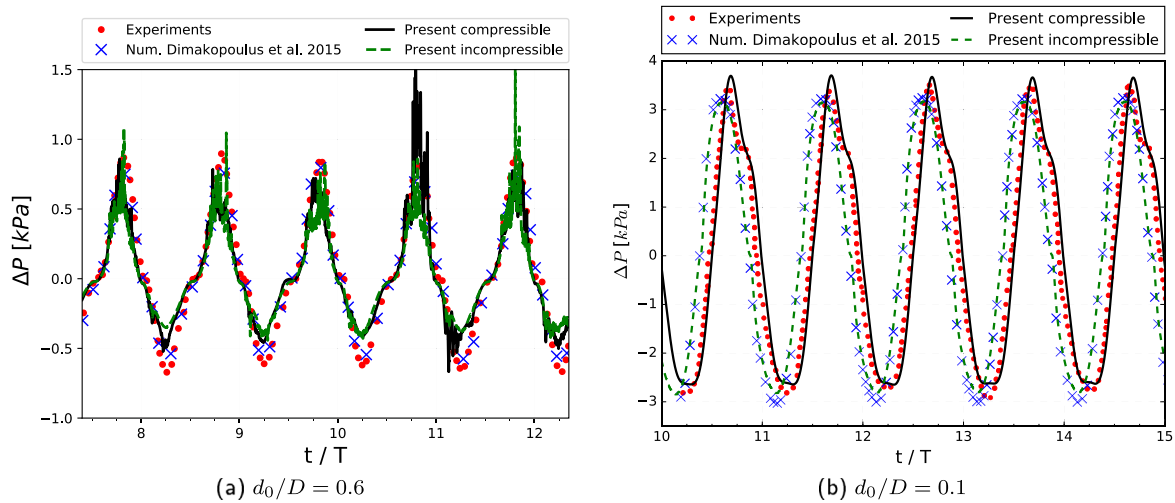 Experiments
Num. Dimakopoulus et al. 2015
Present compressible
Present incompressible
1.5
1.0
0.5
0.0
−0.5
−1.0
ΔP [kPa]
8 9 10 11 12
t / T
(a) d₀/D = 0.6
Experiments
Num. Dimakopoulus et al. 2015
Present compressible
Present incompressible
4
3
2
1
0
−1
−2
−3
ΔP [kPa]
10 11 12 13 14 15
t / T
(b) d₀/D = 0.1